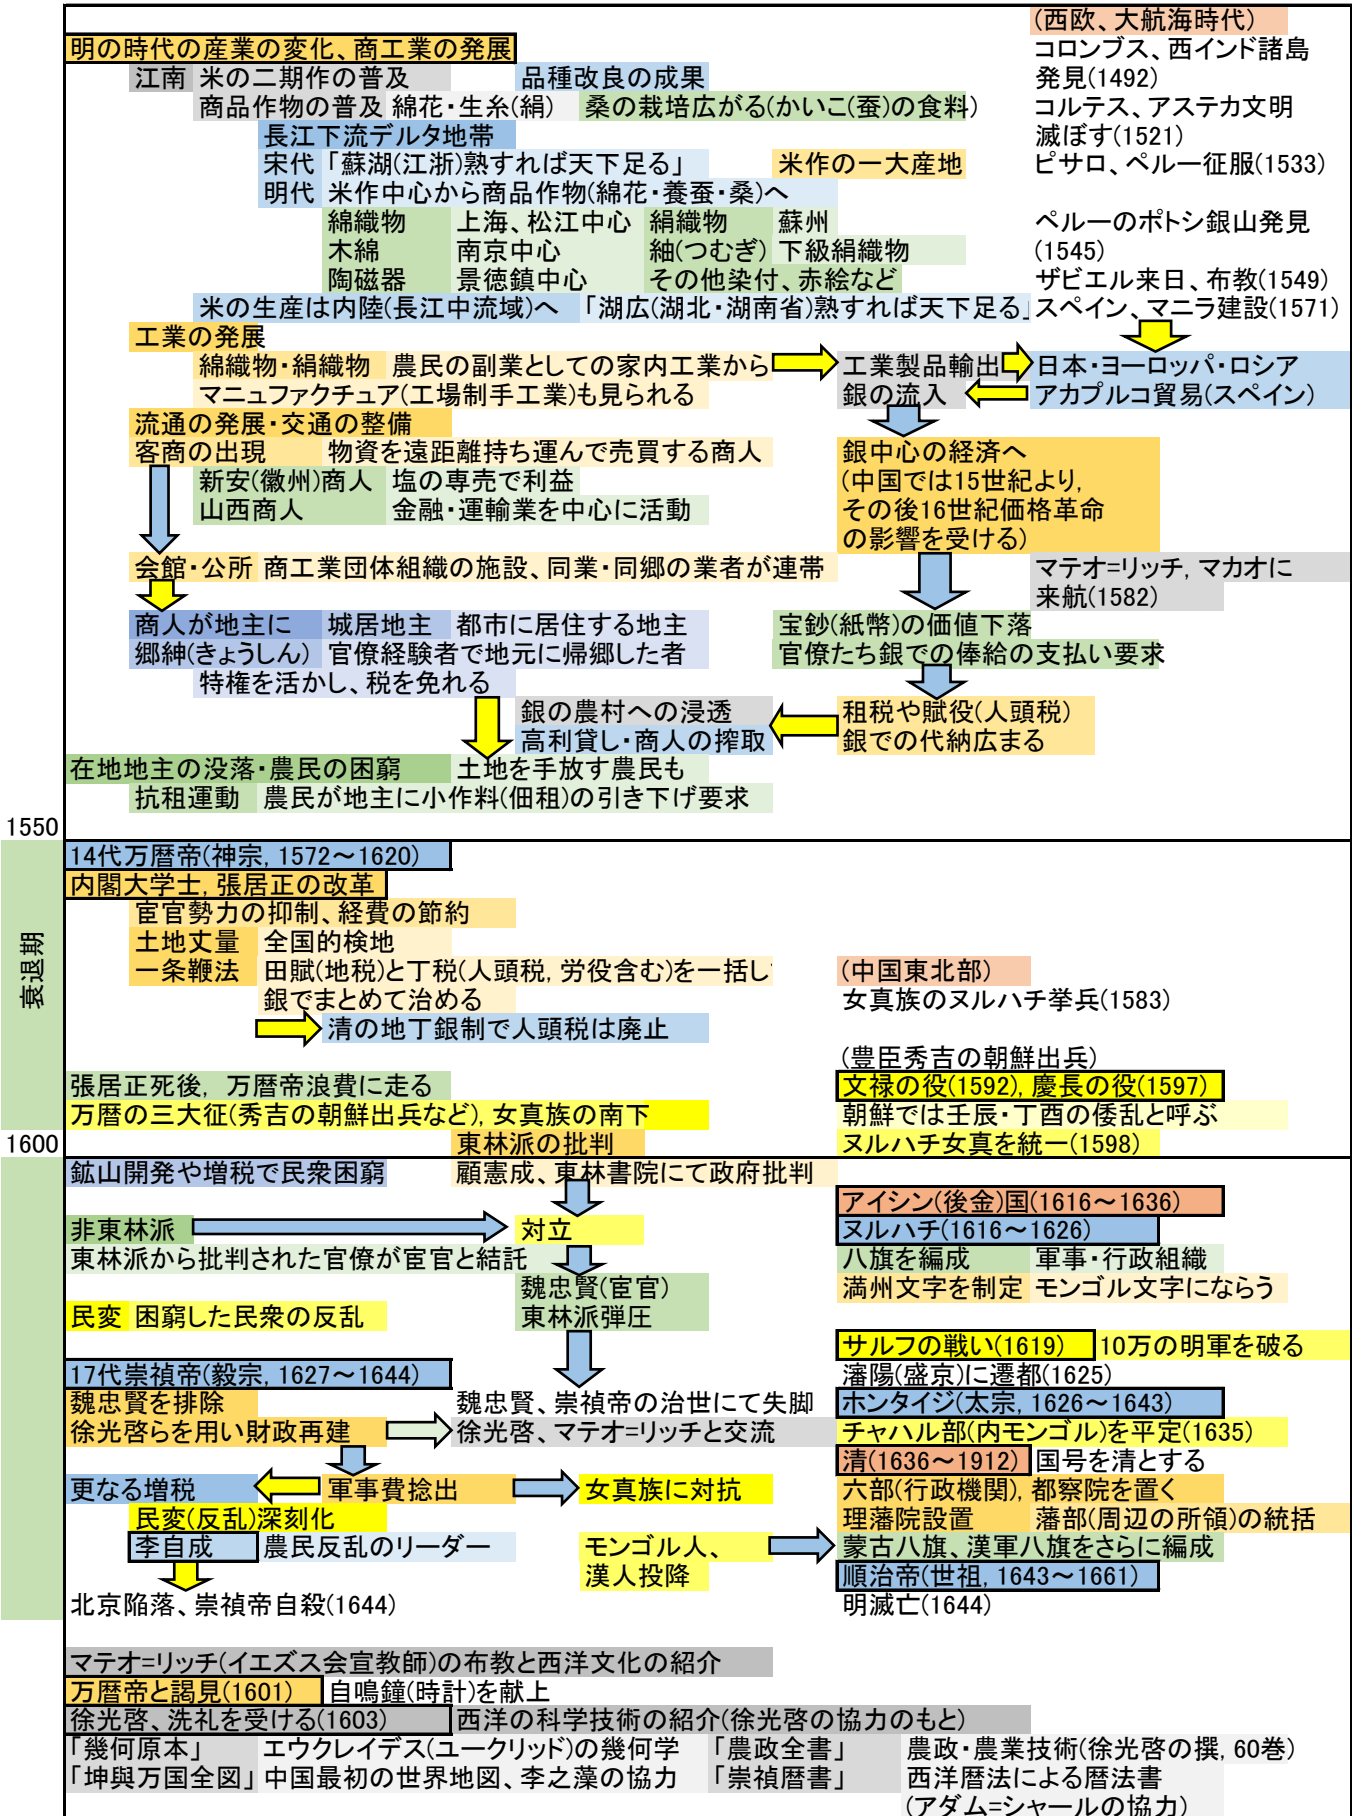 (西欧、大航海時代)
明の時代の産業の変化、商工業の発展
コロンブス、西インド諸島
江南 米の二期作の普及 品種改良の成果
発見(1492)
商品作物の普及 綿花・生糸(絹) 桑の栽培広がる(かいこ(蚕)の食料)
コルテス、アステカ文明
長江下流デルタ地帯
滅ぼす(1521)
宋代 「蘇湖(江浙)熟すれば天下足る」 米作の一大産地
ピサロ、ペルー征服(1533)
明代 米作中心から商品作物(綿花・養蚕・桑)へ
綿織物 上海、松江中心 絹織物 蘇州
ペルーのポトシ銀山発見
木綿 南京中心 紬(つむぎ) 下級絹織物
(1545)
陶磁器 景徳鎮中心 その他染付、赤絵など
ザビエル来日、布教(1549)
米の生産は内陸(長江中流域)へ 「湖広(湖北・湖南省)熟すれば天下足る」
スペイン、マニラ建設(1571)
工業の発展
綿織物・絹織物 農民の副業としての家内工業から
工業製品輸出
日本・ヨーロッパ・ロシア
マニュファクチュア(工場制手工業)も見られる
銀の流入
アカプルコ貿易(スペイン)
流通の発展・交通の整備
客商の出現 物資を遠距離持ち運んで売買する商人
銀中心の経済へ
新安(徽州)商人 塩の専売で利益
(中国では15世紀より,
山西商人 金融・運輸業を中心に活動
その後16世紀価格革命
の影響を受ける)
会館・公所 商工業団体組織の施設、同業・同郷の業者が連帯
マテオ=リッチ, マカオに
来航(1582)
商人が地主に 城居地主 都市に居住する地主
宝鈔(紙幣)の価値下落
郷紳(きょうしん) 官僚経験者で地元に帰郷した者
官僚たち銀での俸給の支払い要求
特権を活かし、税を免れる
銀の農村への浸透
租税や賦役(人頭税)
高利貸し・商人の搾取
銀での代納広まる
在地地主の没落・農民の困窮 土地を手放す農民も
抗租運動 農民が地主に小作料(佃租)の引き下げ要求
1550
14代万暦帝(神宗, 1572～1620)
内閣大学士, 張居正の改革
宦官勢力の抑制、経費の節約
土地丈量 全国的検地
衰退期
一条鞭法 田賦(地税)と丁税(人頭税, 労役含む)を一括し
(中国東北部)
銀でまとめて治める
女真族のヌルハチ挙兵(1583)
清の地丁銀制で人頭税は廃止
(豊臣秀吉の朝鮮出兵)
張居正死後, 万暦帝浪費に走る
文禄の役(1592), 慶長の役(1597)
万暦の三大征(秀吉の朝鮮出兵など), 女真族の南下
朝鮮では壬辰・丁酉の倭乱と呼ぶ
1600
東林派の批判
ヌルハチ女真を統一(1598)
鉱山開発や増税で民衆困窮
顧憲成、東林書院にて政府批判
アイシン(後金)国(1616～1636)
非東林派
対立
ヌルハチ(1616～1626)
東林派から批判された官僚が宦官と結託
八旗を編成 軍事・行政組織
魏忠賢(宦官)
満州文字を制定 モンゴル文字にならう
民変 困窮した民衆の反乱
東林派弾圧
サルフの戦い(1619) 10万の明軍を破る
17代崇禎帝(毅宗, 1627～1644)
瀋陽(盛京)に遷都(1625)
魏忠賢を排除
魏忠賢、崇禎帝の治世にて失脚
ホンタイジ(太宗, 1626～1643)
徐光啓らを用い財政再建
徐光啓、マテオ=リッチと交流
チャハル部(内モンゴル)を平定(1635)
清(1636～1912) 国号を清とする
更なる増税
軍事費捻出
女真族に対抗
六部(行政機関), 都察院を置く
民変(反乱)深刻化
理藩院設置 藩部(周辺の所領)の統括
李自成 農民反乱のリーダー
モンゴル人、
蒙古八旗、漢軍八旗をさらに編成
漢人投降
順治帝(世祖, 1643～1661)
北京陥落、崇禎帝自殺(1644)
明滅亡(1644)
マテオ=リッチ(イエズス会宣教師)の布教と西洋文化の紹介
万暦帝と謁見(1601) 自鳴鐘(時計)を献上
徐光啓、洗礼を受ける(1603) 西洋の科学技術の紹介(徐光啓の協力のもと)
「幾何原本」 エウクレイデス(ユークリッド)の幾何学 「農政全書」 農政・農業技術(徐光啓の撰, 60巻)
「坤輿万国全図」 中国最初の世界地図、李之藻の協力 「崇禎暦書」 西洋暦法による暦法書
(アダム=シャールの協力)